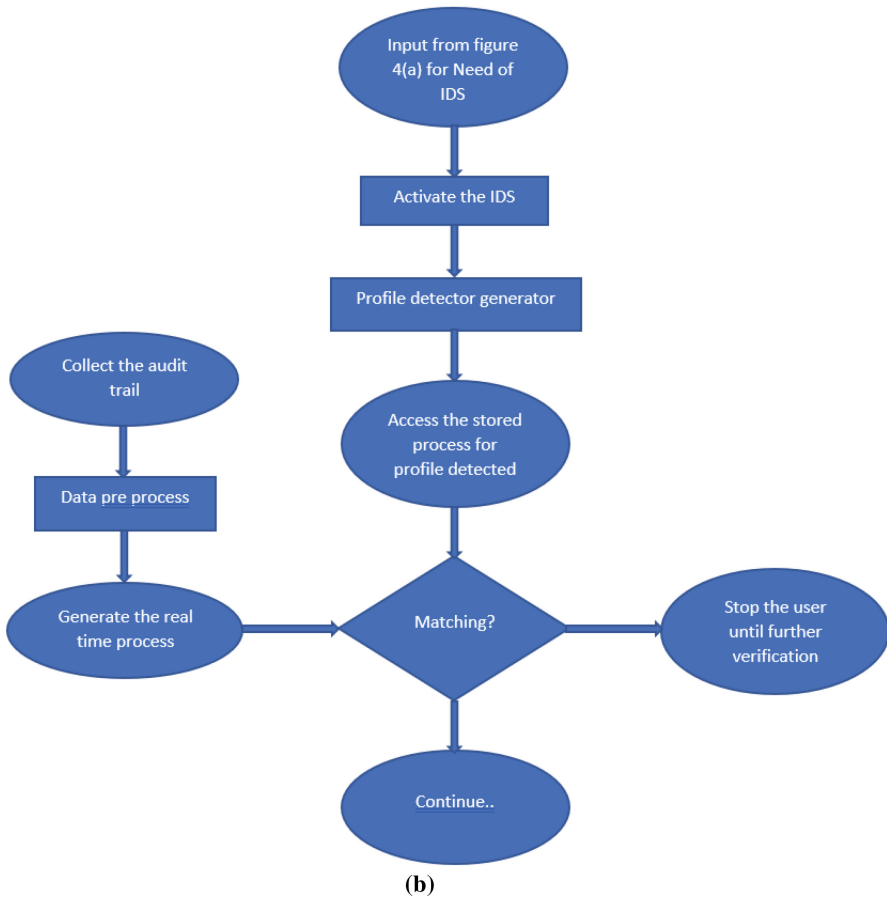 Input from figure
4(a) for Need of
IDS
Activate the IDS
Profile detector generator
Collect the audit
trail
Access the stored
process for
profile detected
Data pre process
Generate the real
time process
Matching?
Stop the user
until further
verification
Continue..
(b)